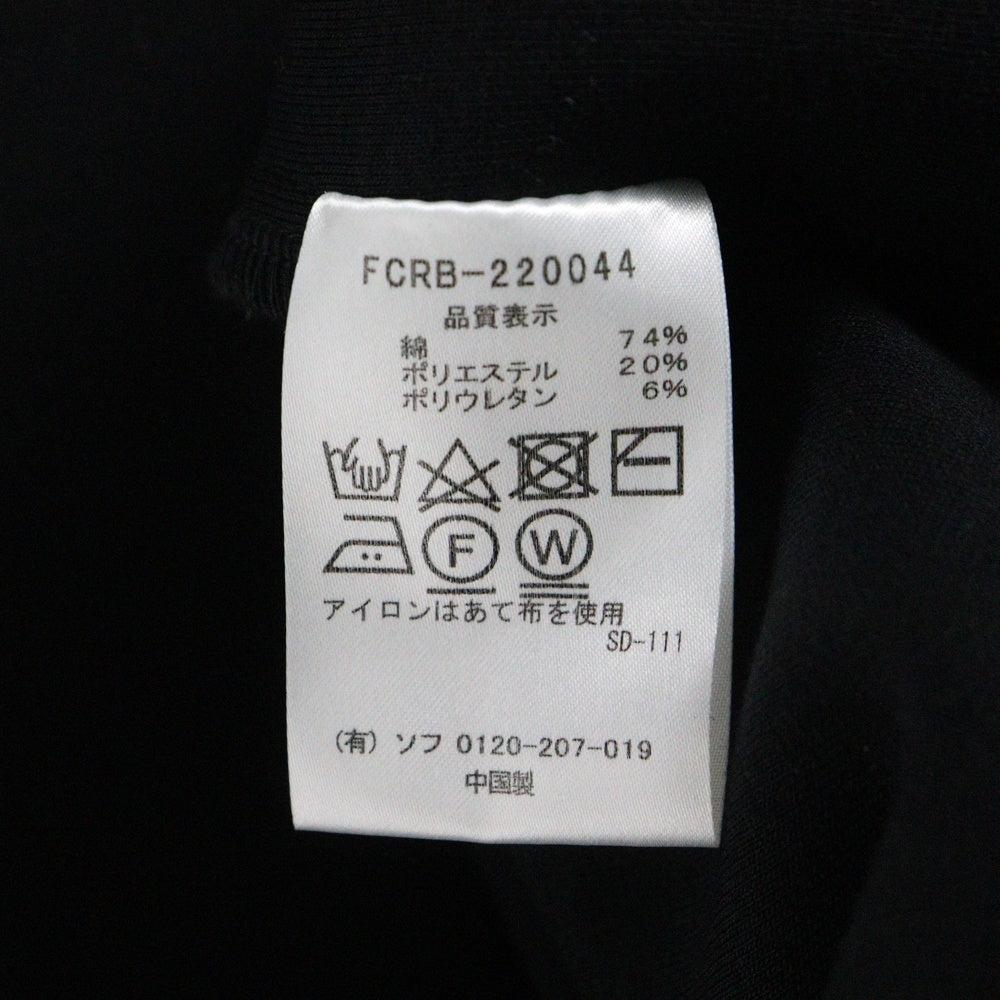 FCRB-220044
品質表示
綿 74%
ポリエステル 20%
ポリウレタン 6%
F W
アイロンはあて布を使用
SD-111
(有) ソフ 0120-207-019
中国製